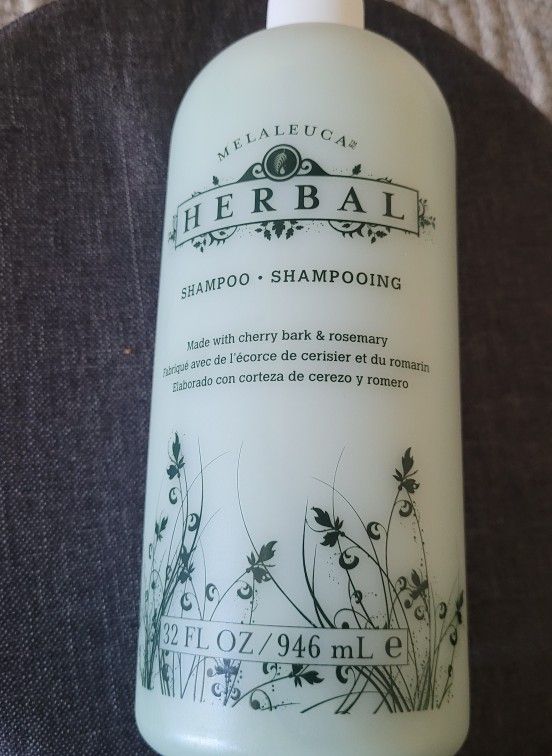 MELALEUCA™
HERBAL
SHAMPOO • SHAMPOOING
Made with cherry bark & rosemary
Fabriqué avec de l'écorce de cerisier et du romarin
Elaborado con corteza de cerezo y romero
32 FL OZ/946 mL e